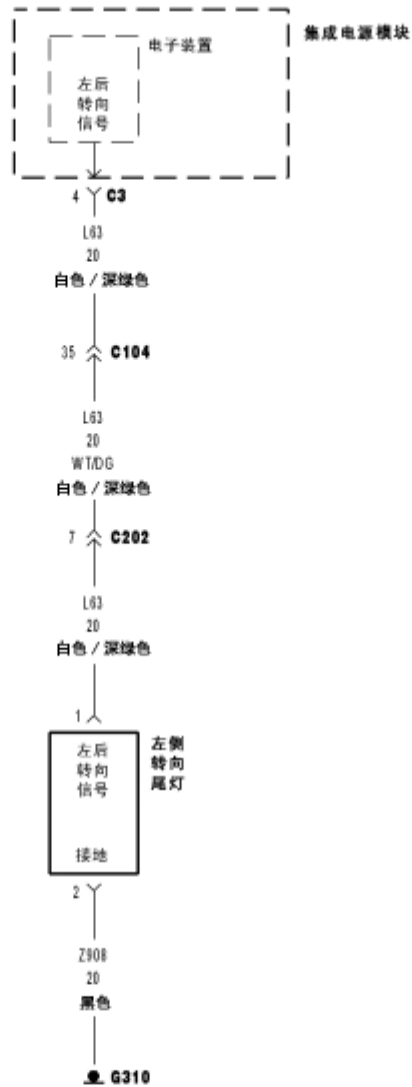 集成电源模块
电子装置
左后
转向
信号
4 C3
L63
20
白色 / 深绿色
35 C104
L63
20
WT/DG
白色 / 深绿色
7 C202
L63
20
白色 / 深绿色
1
左后
转向
信号
接地
左侧
转向
尾灯
2
Z908
20
黑色
G310